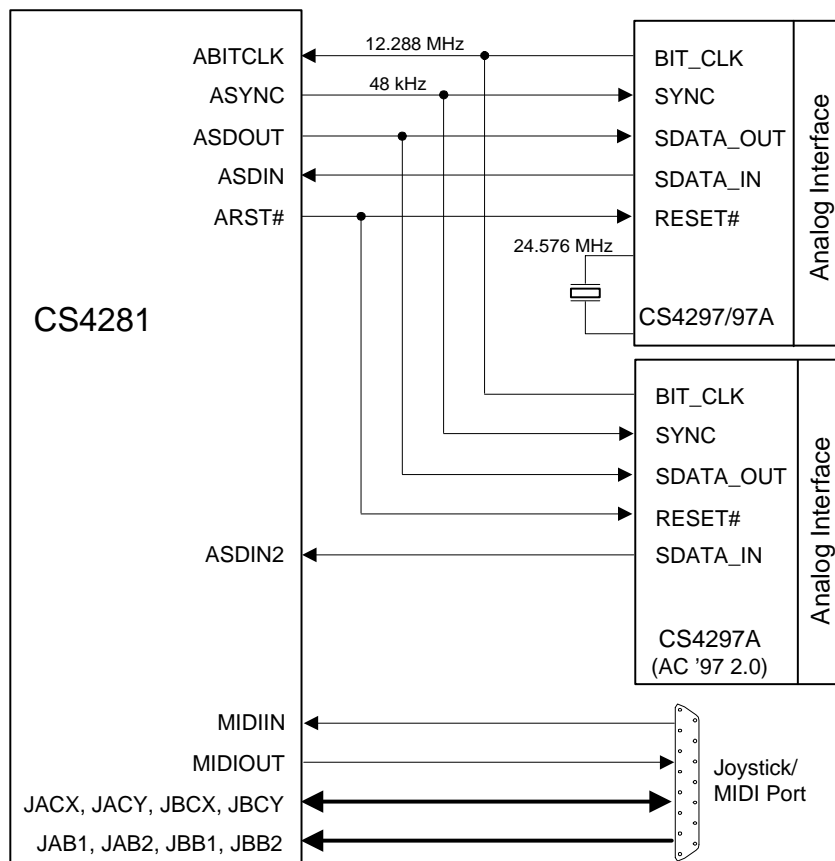 ABITCLK
12.288 MHz
BIT_CLK
ASYNC
48 kHz
SYNC
ASDOUT
SDATA_OUT
ASDIN
SDATA_IN
ARST#
RESET#
24.576 MHz
CS4281
CS4297/97A
Analog Interface
BIT_CLK
SYNC
SDATA_OUT
RESET#
ASDIN2
SDATA_IN
CS4297A
(AC '97 2.0)
Analog Interface
MIDIIN
MIDIOUT
Joystick/
MIDI Port
JACX, JACY, JBCX, JBCY
JAB1, JAB2, JBB1, JBB2